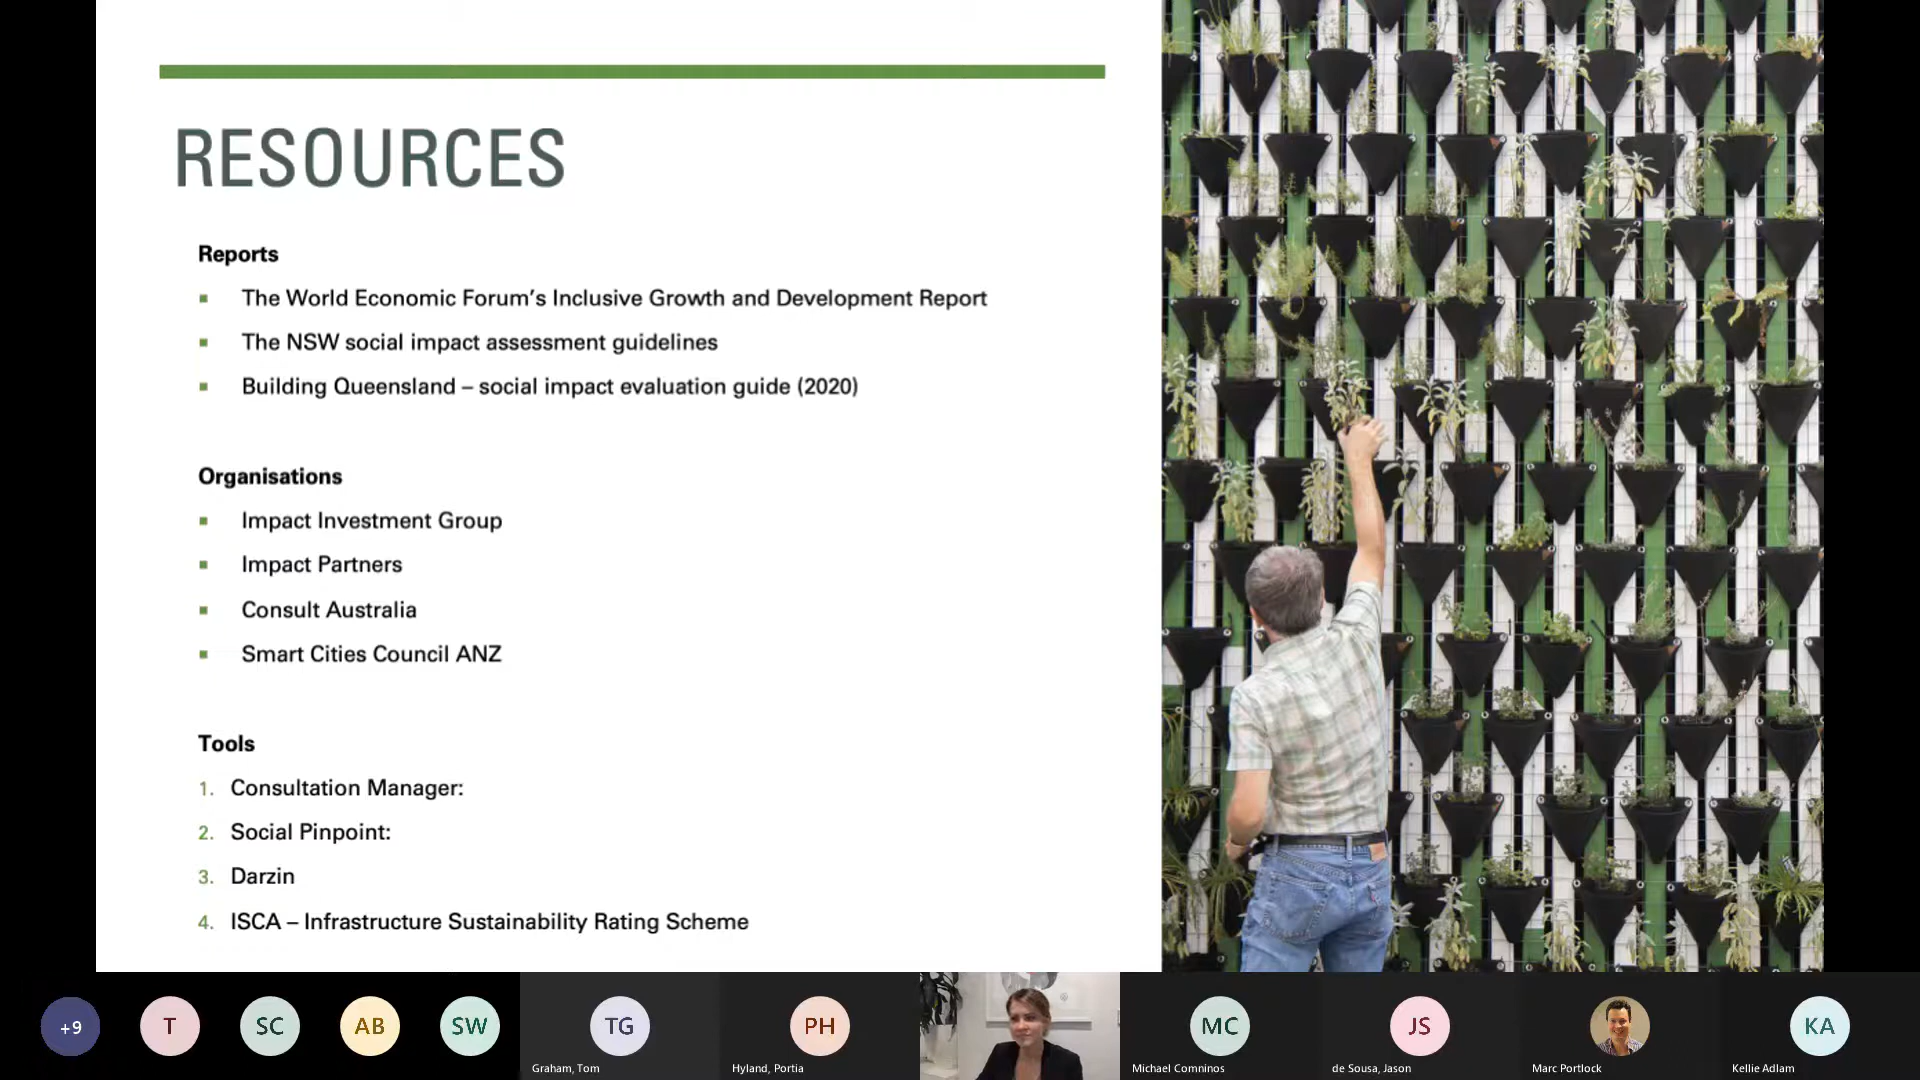 RESOURCES
Reports
▪ The World Economic Forum’s Inclusive Growth and Development Report
▪ The NSW social impact assessment guidelines
▪ Building Queensland – social impact evaluation guide (2020)
Organisations
▪ Impact Investment Group
▪ Impact Partners
▪ Consult Australia
▪ Smart Cities Council ANZ
Tools
1. Consultation Manager:
2. Social Pinpoint:
3. Darzin
4. ISCA – Infrastructure Sustainability Rating Scheme
+9
T
SC
AB
SW
TG
Graham, Tom
PH
Hyland, Portia
MC
Michael Comninos
JS
de Sousa, Jason
Marc Portlock
KA
Kellie Adlam